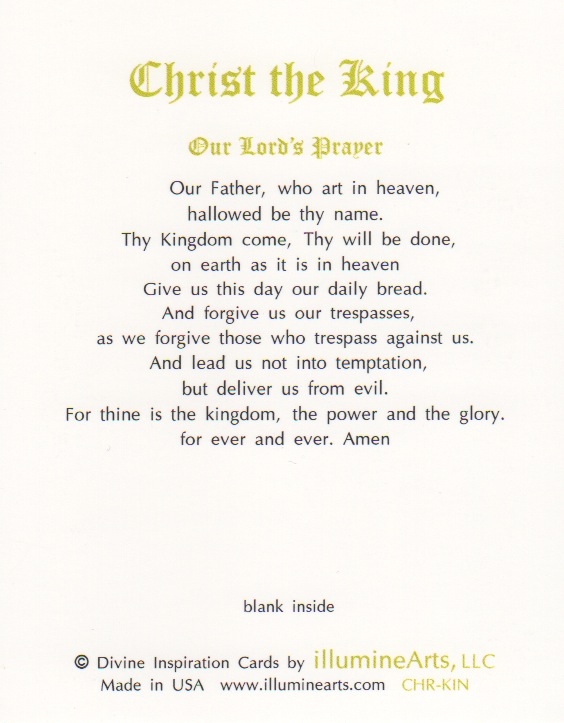 Christ the King
Our Lord's Prayer
Our Father, who art in heaven,
hallowed be thy name.
Thy Kingdom come, Thy will be done,
on earth as it is in heaven
Give us this day our daily bread.
And forgive us our trespasses,
as we forgive those who trespass against us.
And lead us not into temptation,
but deliver us from evil.
For thine is the kingdom, the power and the glory.
for ever and ever. Amen
blank inside
© Divine Inspiration Cards by illumineArts, LLC
Made in USA www.illuminearts.com CHR-KIN